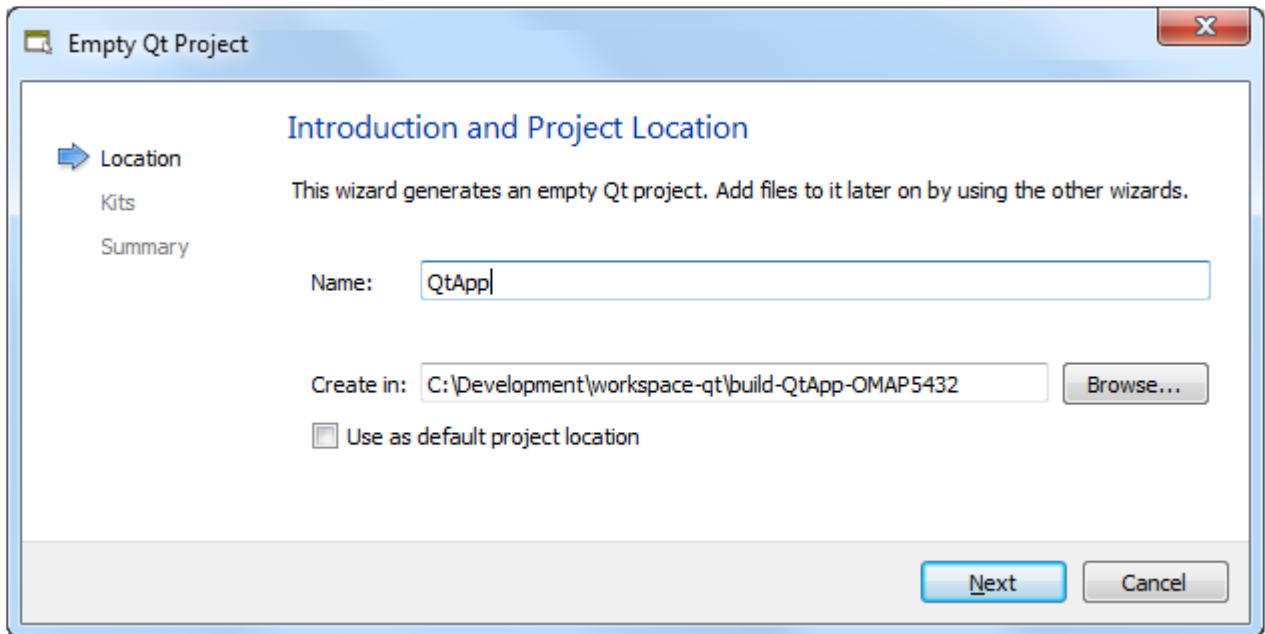 Empty Qt Project
Introduction and Project Location
Location
Kits
Summary
This wizard generates an empty Qt project. Add files to it later on by using the other wizards.
Name: QtApp
Create in: C:\Development\workspace-qt\build-QtApp-OMAP5432 Browse...
Use as default project location
Next Cancel